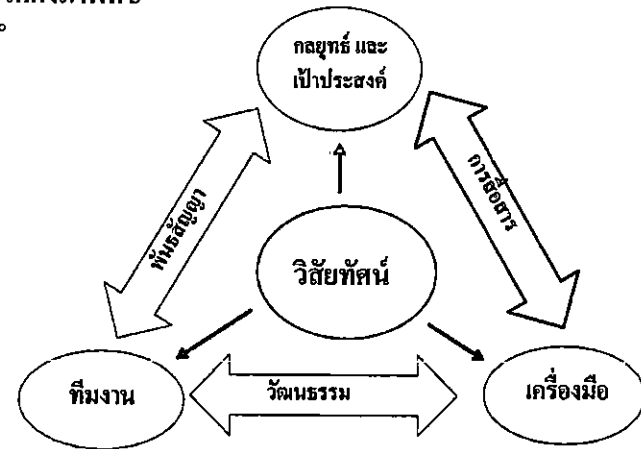 กลยุทธ์ และ
เป้าประสงค์
พันธสัญญา
การสื่อสาร
วิสัยทัศน์
ทีมงาน
วัฒนธรรม
เครื่องมือ